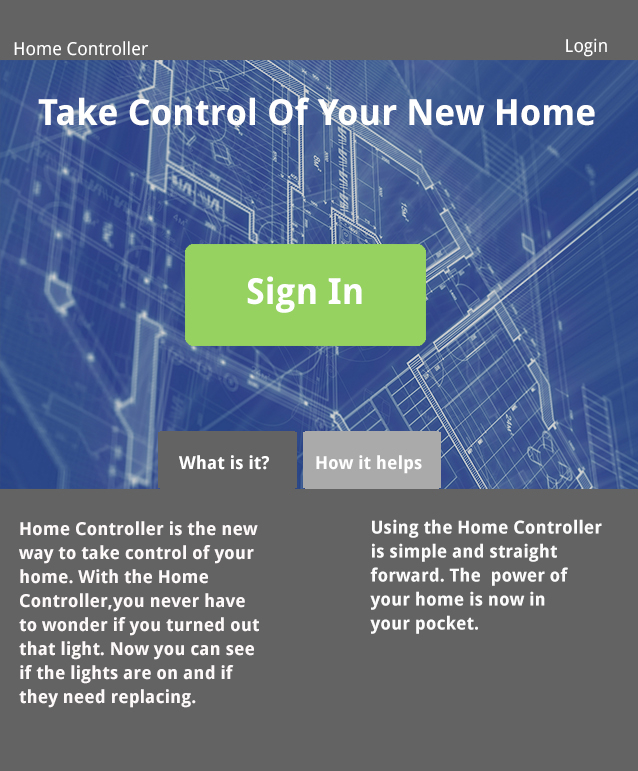 Home Controller
Login
Take Control Of Your New Home
Sign In
What is it?
How it helps
Home Controller is the new
way to take control of your
home. With the Home
Controller,you never have
to wonder if you turned out
that light. Now you can see
if the lights are on and if
they need replacing.
Using the Home Controller
is simple and straight
forward. The  power of
your home is now in
your pocket.